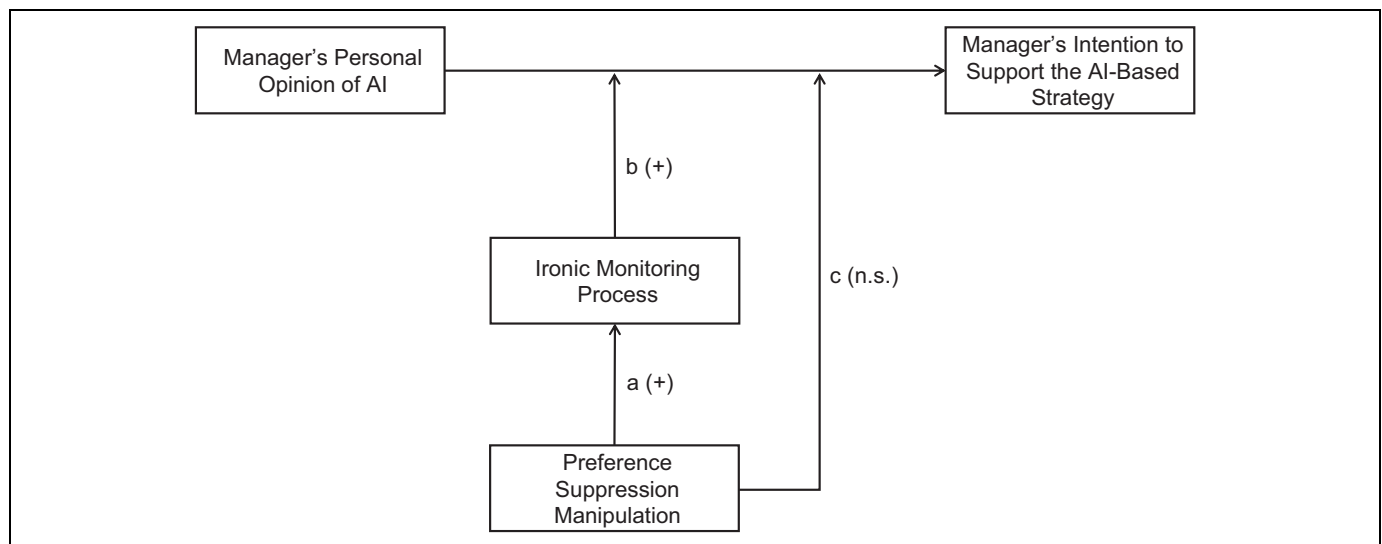 Manager’s Personal
Opinion of AI
Manager’s Intention to
Support the AI-Based
Strategy
b (+)
Ironic Monitoring
Process
c (n.s.)
a (+)
Preference
Suppression
Manipulation